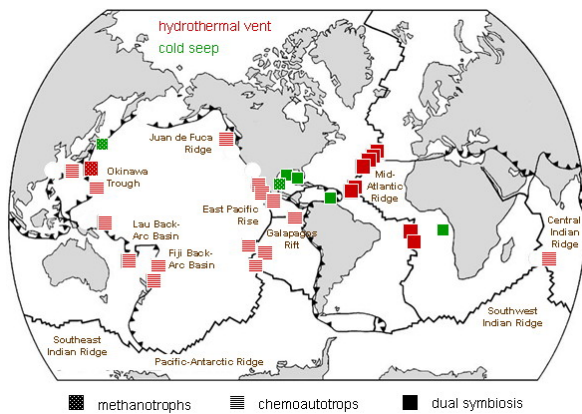 hydrothermal vent
cold seep
Juan de Fuca
Ridge
Okinawa
Trough
Mid-
Atlantic
Ridge
East Pacific
Rise
Galapagos
Rift
Central
Indian
Ridge
Lau Back-
Arc Basin
Fiji Back-
Arc Basin
Southeast
Indian Ridge
Pacific-Antarctic Ridge
Southwest
Indian Ridge
methanotrophs
chemoautotrops
dual symbiosis